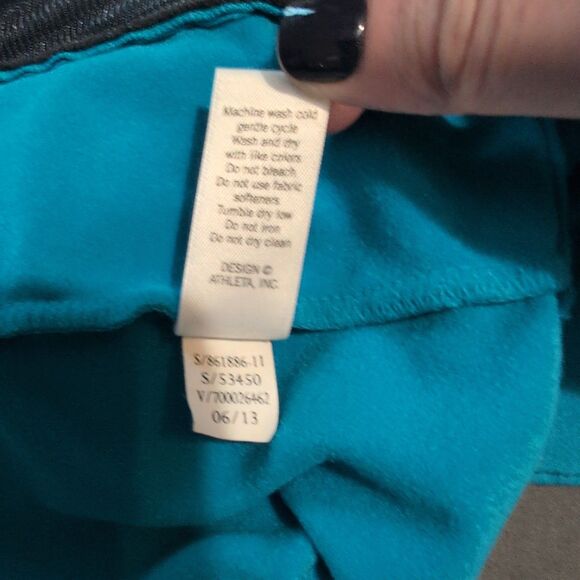 Machine wash cold
gentle cycle
Wash and dry
with like colors
Do not bleach
Do not use fabric
softeners
Tumble dry low
Do not iron
Do not dry clean
DESIGN ©
ATHLETA, INC.
S/861886-11
S/53450
V/700026462
06/13